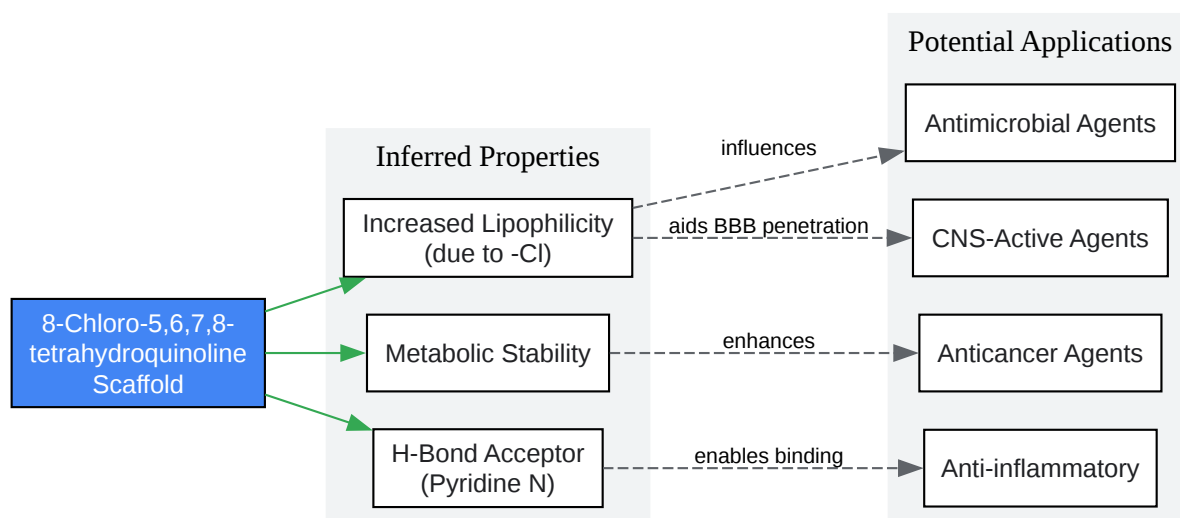 8-Chloro-5,6,7,8-
tetrahydroquinoline
Scaffold
Inferred Properties
Increased Lipophilicity
(due to -Cl)
Metabolic Stability
H-Bond Acceptor
(Pyridine N)
influences
aids BBB penetration
enhances
enables binding
Potential Applications
Antimicrobial Agents
CNS-Active Agents
Anticancer Agents
Anti-inflammatory